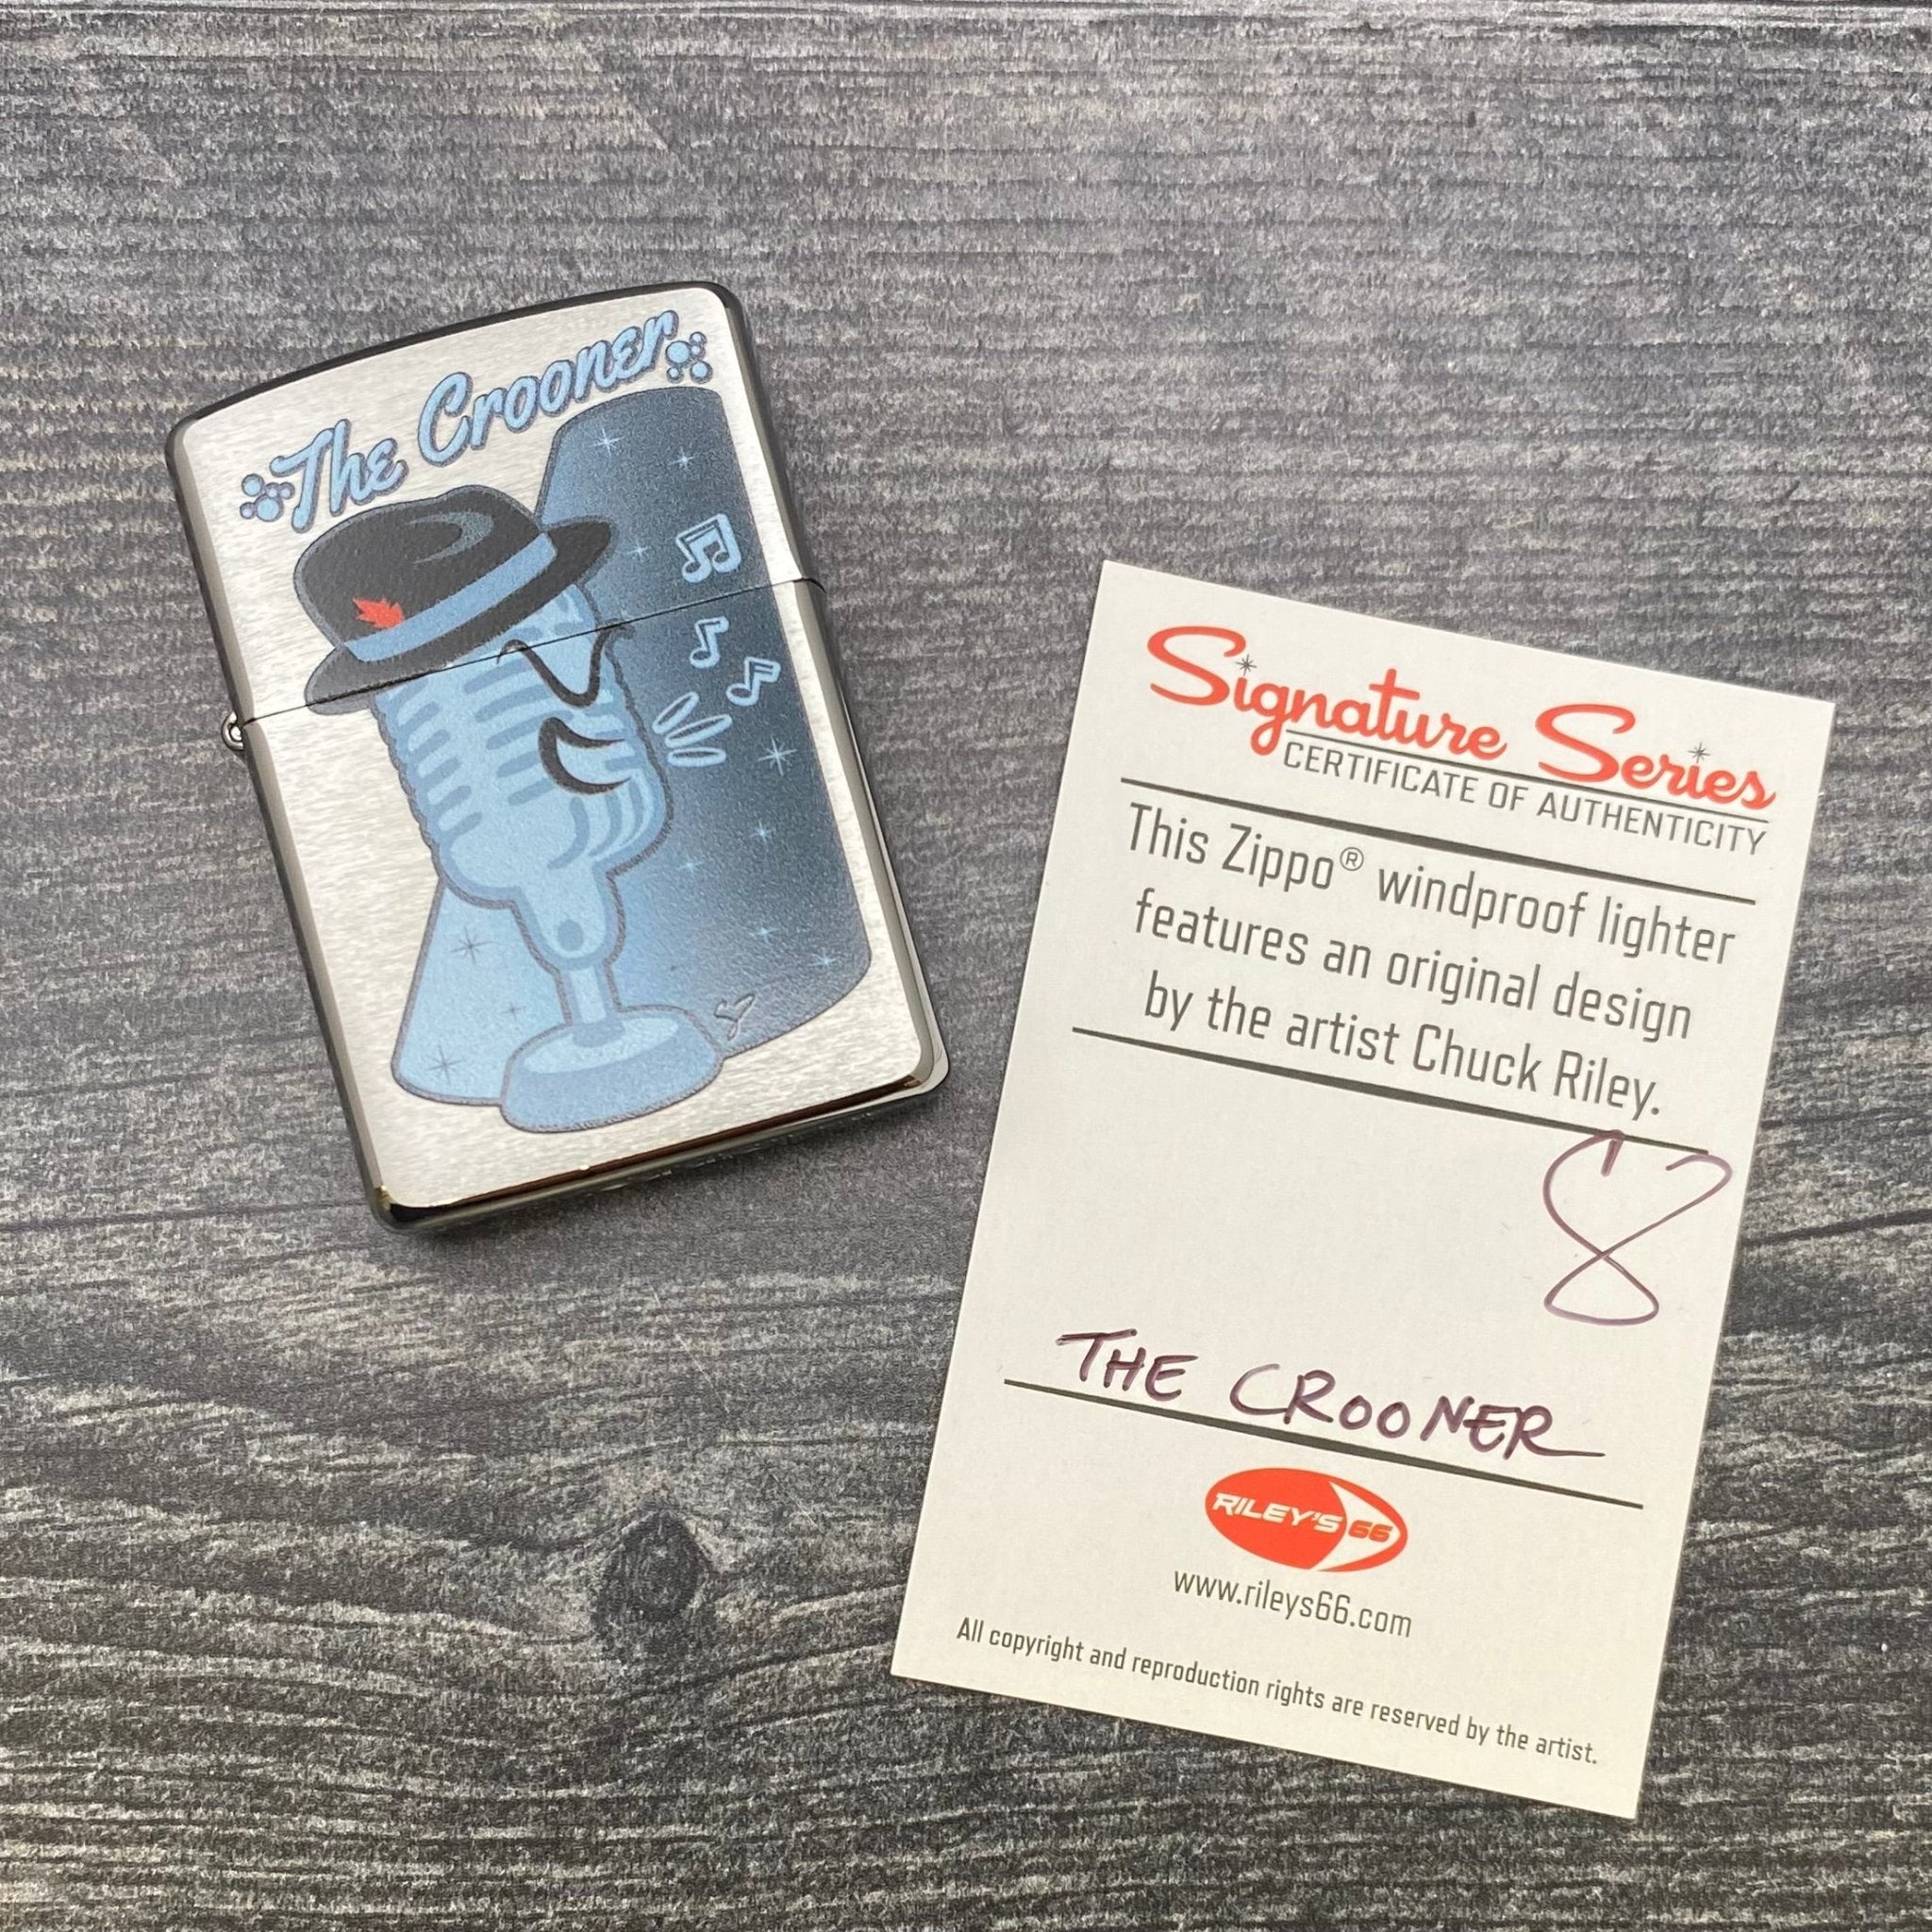 The Crooner
Signature Series
CERTIFICATE OF AUTHENTICITY
This Zippo® windproof lighter
features an original design
by the artist Chuck Riley.
THE CROONER
RILEY'S 66
www.rileys66.com
All copyright and reproduction rights are reserved by the artist.